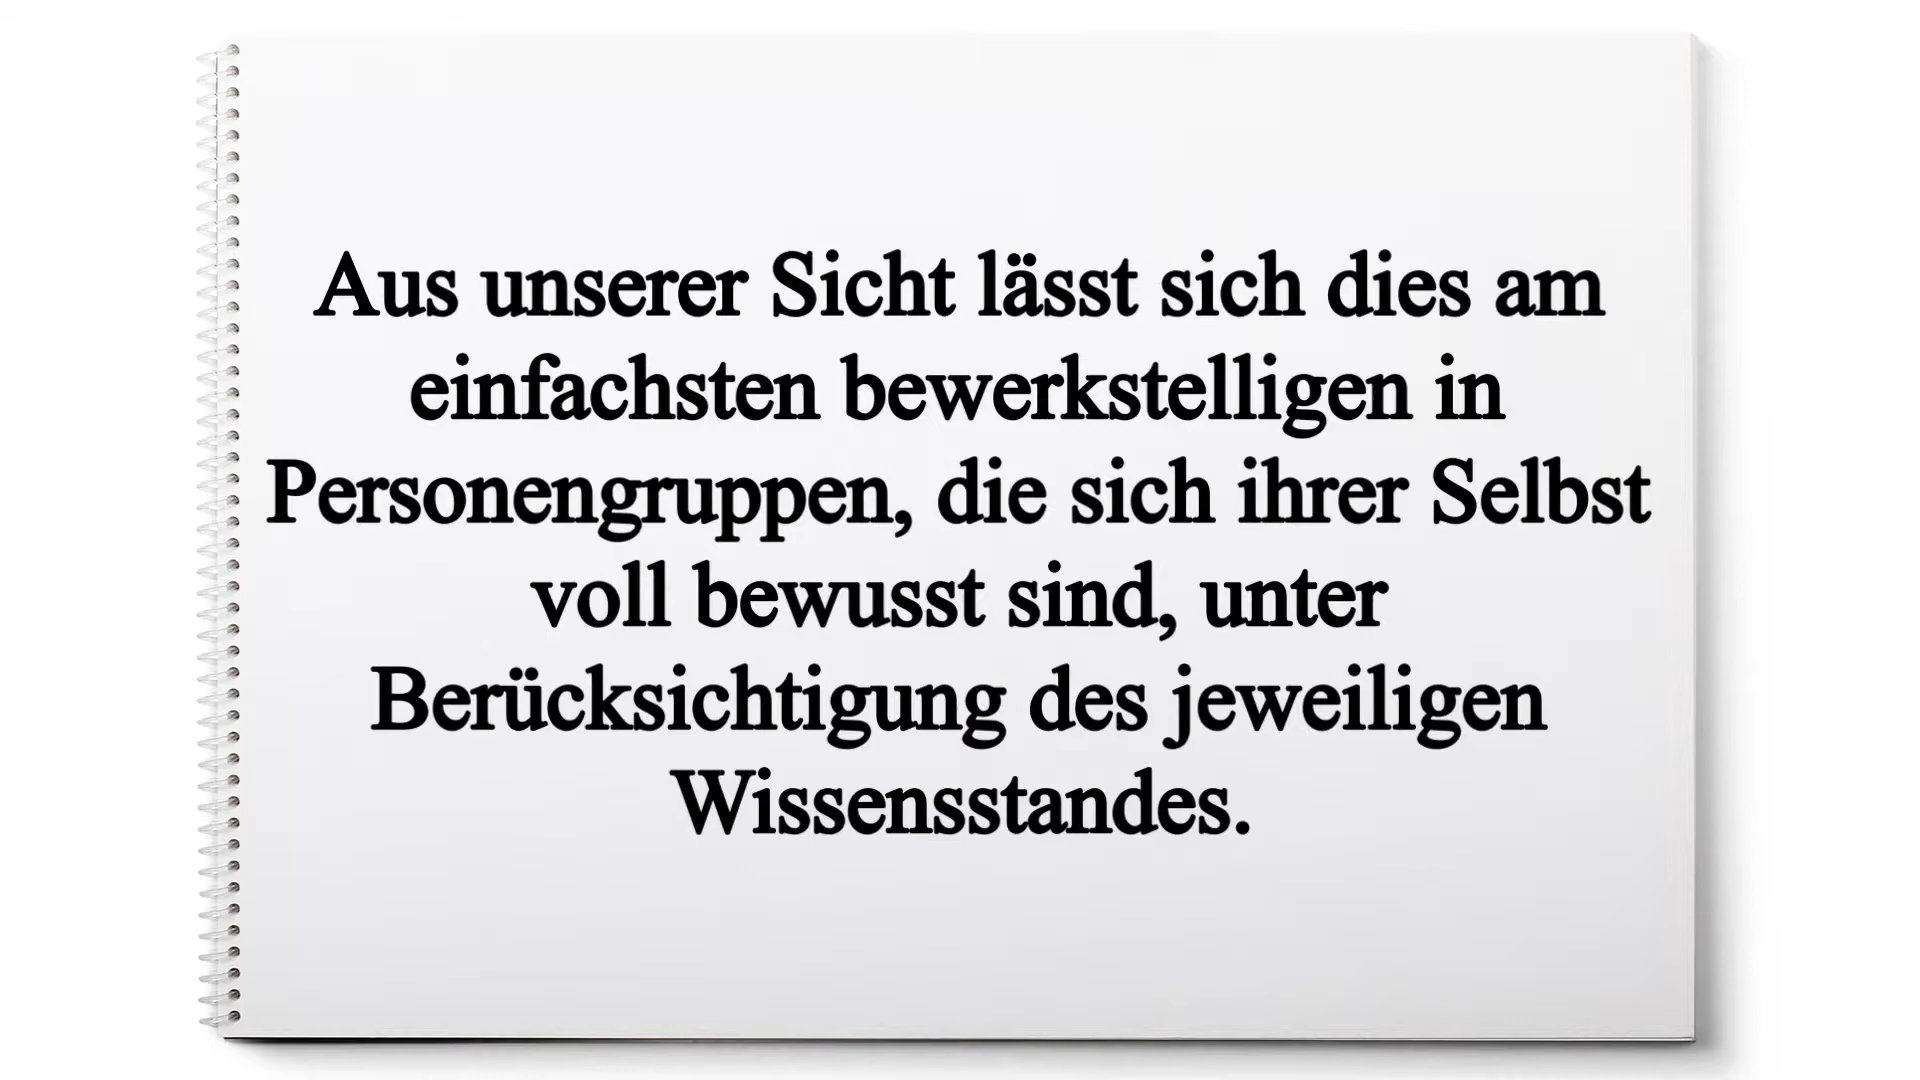 Aus unserer Sicht lässt sich dies am
einfachsten bewerkstelligen in
Personengruppen, die sich ihrer Selbst
voll bewusst sind, unter
Berücksichtigung des jeweiligen
Wissensstandes.